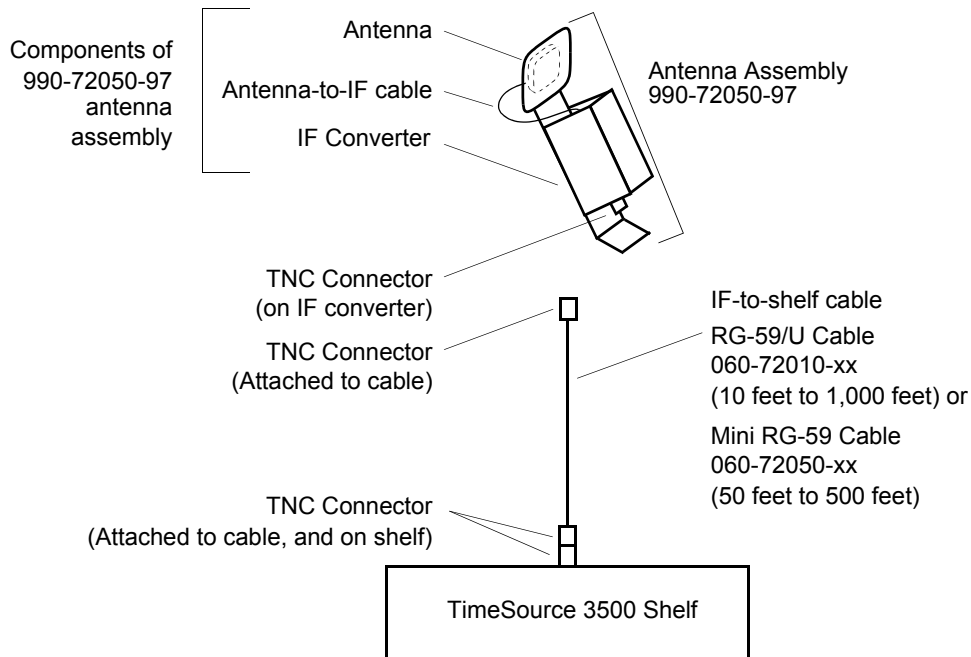 Components of
990-72050-97
antenna
assembly
Antenna
Antenna-to-IF cable
IF Converter
Antenna Assembly
990-72050-97
TNC Connector
(on IF converter)
TNC Connector
(Attached to cable)
IF-to-shelf cable
RG-59/U Cable
060-72010-xx
(10 feet to 1,000 feet) or
Mini RG-59 Cable
060-72050-xx
(50 feet to 500 feet)
TNC Connector
(Attached to cable, and on shelf)
TimeSource 3500 Shelf